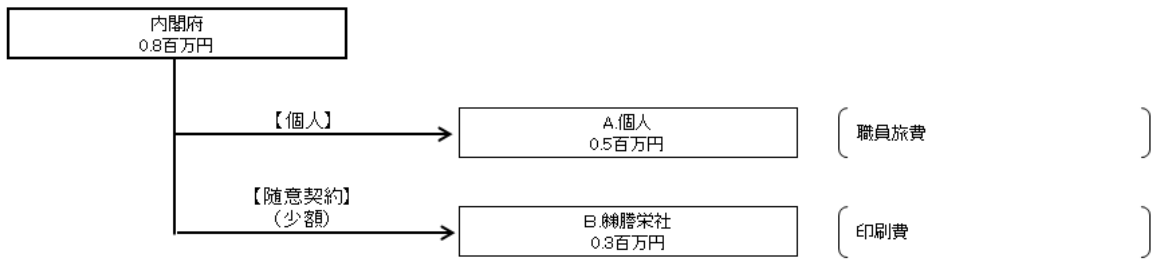 内閣府
0.8百万円
【個人】
A.個人
0.5百万円
職員旅費
【随意契約】
（少額）
B.㈱謄栄社
0.3百万円
印刷費